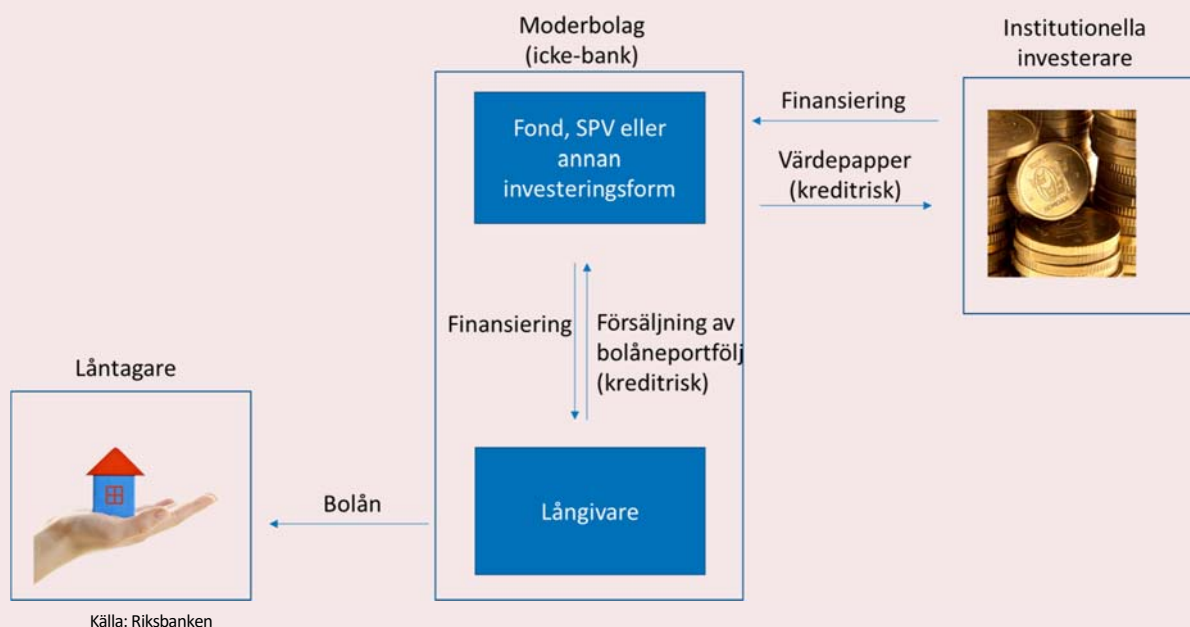 Moderbolag
(icke-bank)
Institutionella
investerare
Fond, SPV eller
annan
investeringsform
Finansiering
Värdepapper
(kreditrisk)
Finansiering
Försäljning av
bolåneportfölj
(kreditrisk)
Låntagare
Bolån
Långivare
Källa: Riksbanken